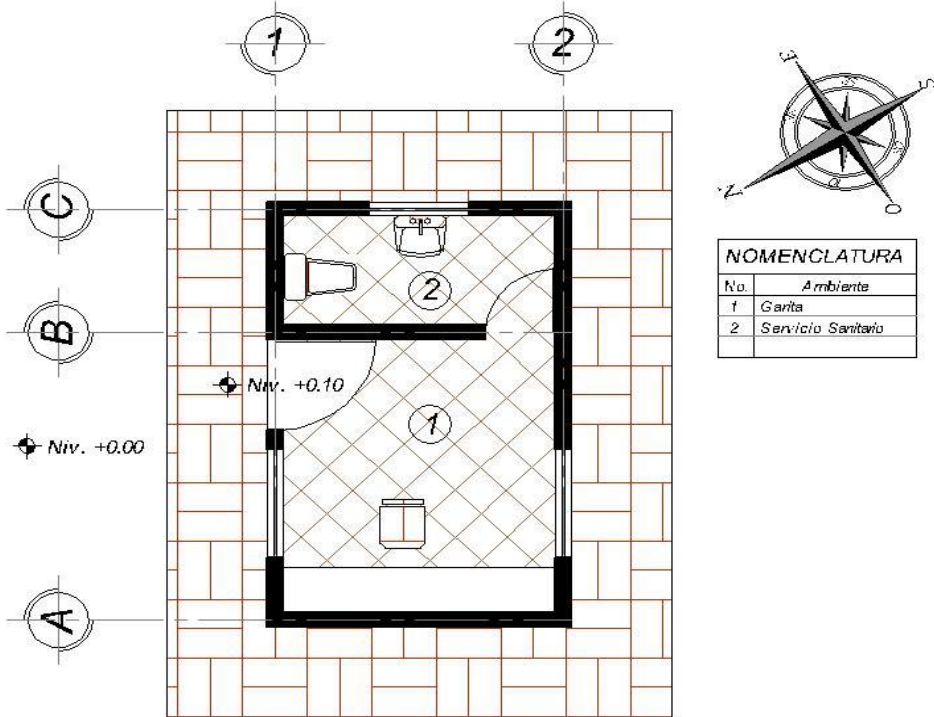 1
2
E
S
N
O
C
B
A
NOMENCLATURA
No. Ambiente
1 Garita
2 Servicio Sanitario
2
Niv. +0.10
1
Niv. +0.00